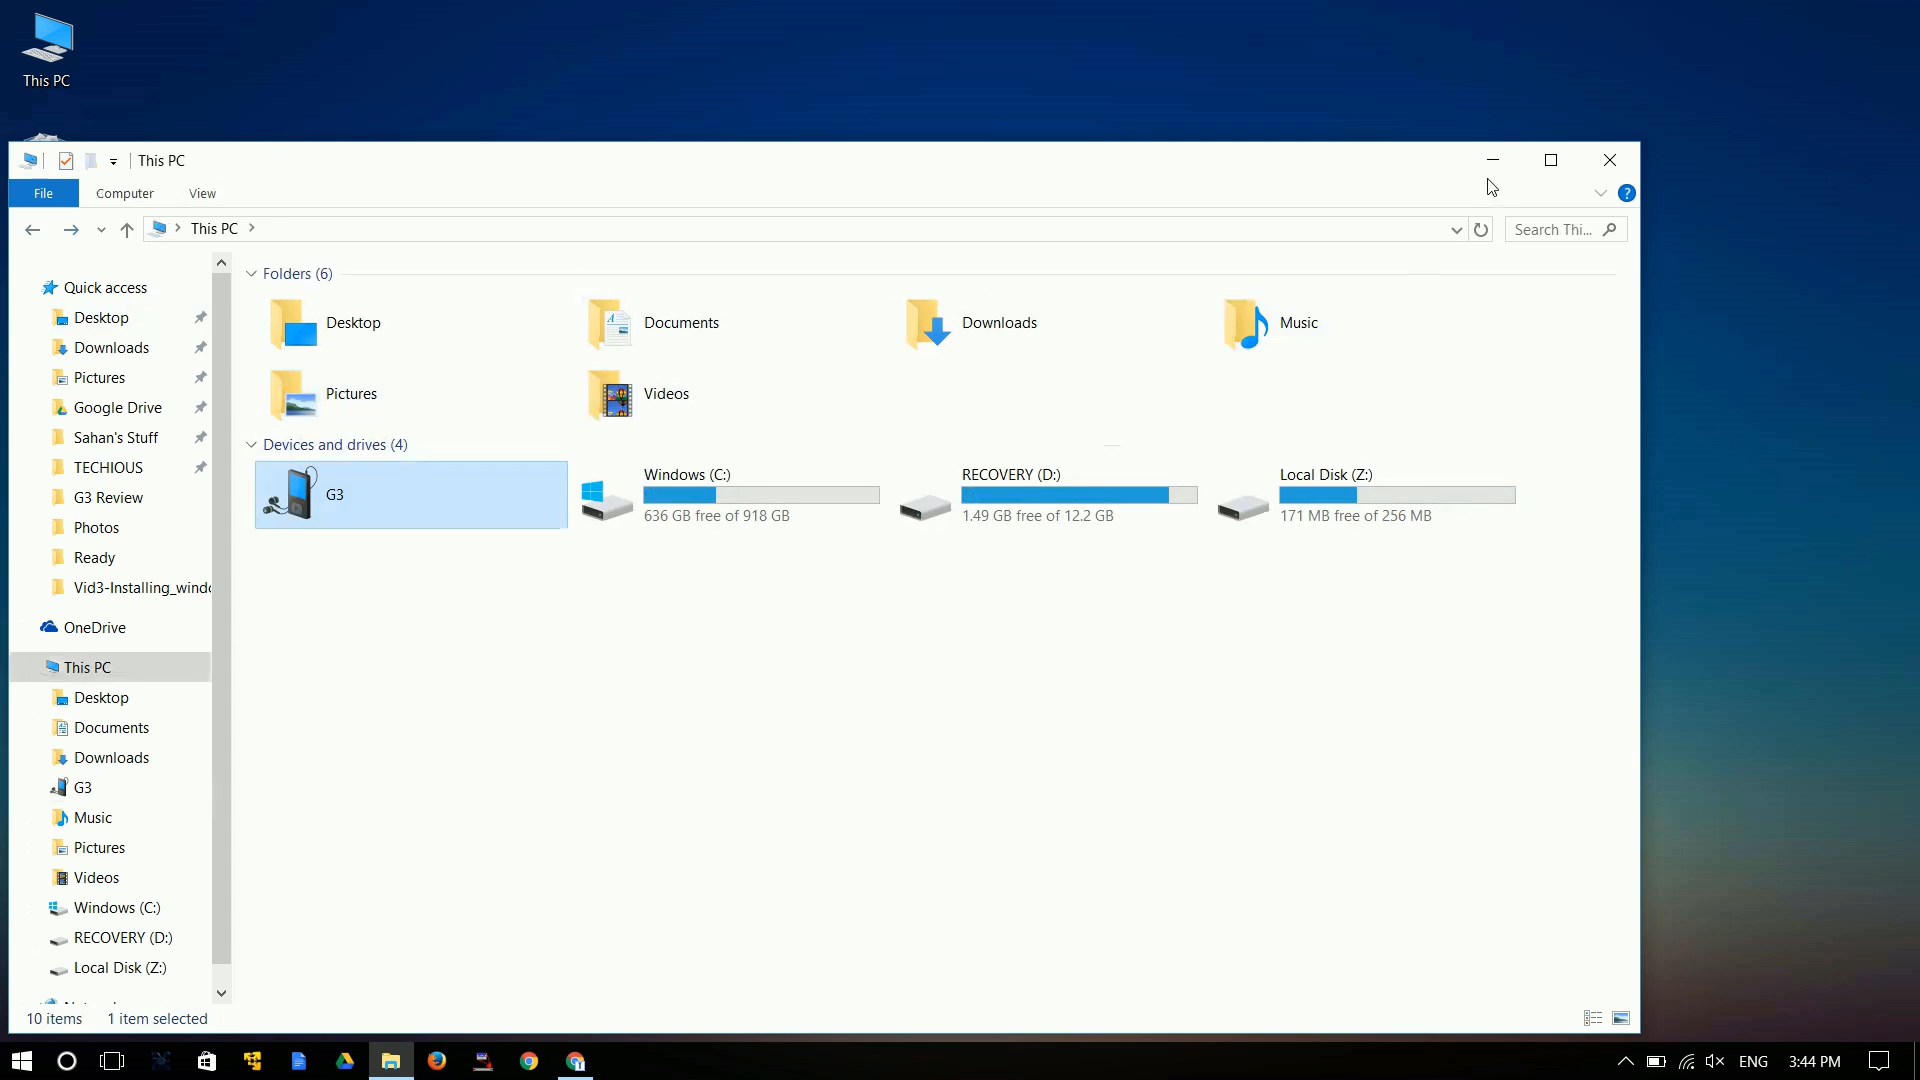 This PC
This PC
File Computer View
This PC
Search Thi...
Quick access
Desktop
Downloads
Pictures
Google Drive
Sahan's Stuff
TECHIOUS
G3 Review
Photos
Ready
Vid3-Installing_wind
OneDrive
This PC
Desktop
Documents
Downloads
G3
Music
Pictures
Videos
Windows (C:)
RECOVERY (D:)
Local Disk (Z:)
Folders (6)
Desktop
Documents
Downloads
Music
Pictures
Videos
Devices and drives (4)
G3
Windows (C:)
636 GB free of 918 GB
RECOVERY (D:)
1.49 GB free of 12.2 GB
Local Disk (Z:)
171 MB free of 256 MB
10 items 1 item selected
ENG 3:44 PM